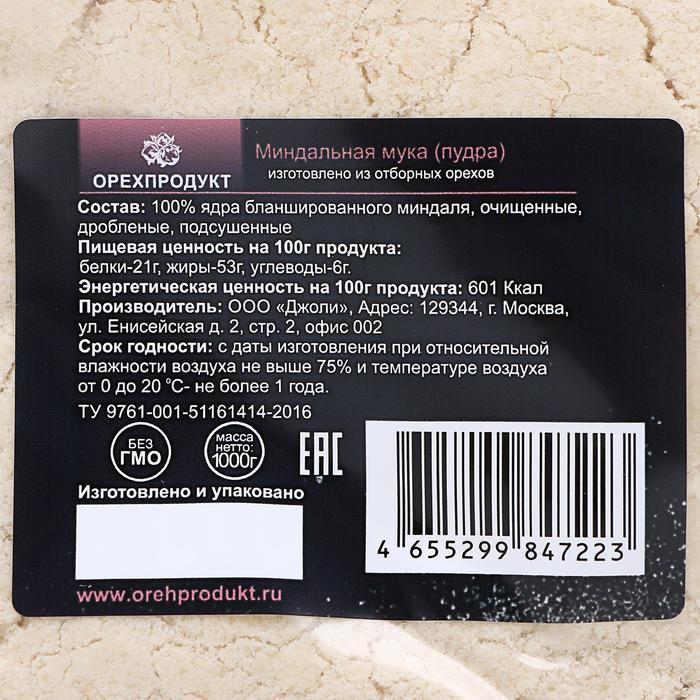 ОРЕХПРОДУКТ
Миндальная мука (пудра)
изготовлено из отборных орехов
Состав: 100% ядра бланшированного миндаля, очищенные,
дробленые, подсушенные
Пищевая ценность на 100г продукта:
белки-21г, жиры-53г, углеводы-6г.
Энергетическая ценность на 100г продукта: 601 Ккал
Производитель: ООО «Джоли», Адрес: 129344, г. Москва,
ул. Енисейская д. 2, стр. 2, офис 002
Срок годности: с даты изготовления при относительной
влажности воздуха не выше 75% и температуре воздуха
от 0 до 20 °С- не более 1 года.
ТУ 9761-001-51161414-2016
БЕЗ
ГМО
масса
нетто:
1000г
ЕАС
Изготовлено и упаковано
4 655299 847223
www.orehprodukt.ru